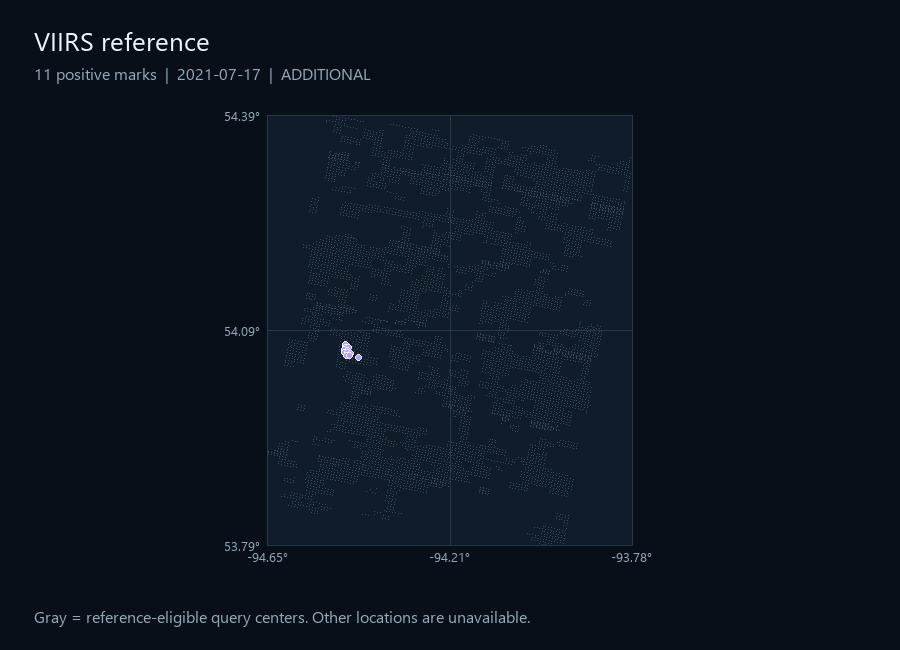 VIIRS reference
11 positive marks | 2021-07-17 | ADDITIONAL
54.39°
54.09°
53.79°
-94.65° -94.21° -93.78°
Gray = reference-eligible query centers. Other locations are unavailable.